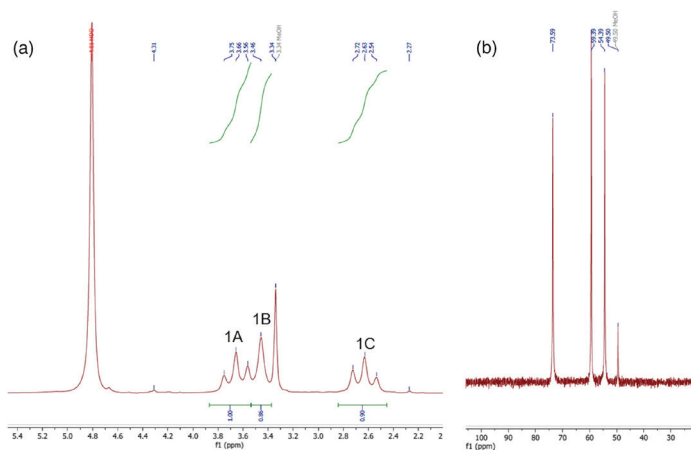 (a)
4.81 HDO
4.31
3.75
3.66
3.56
3.46
3.34
3.34 MeOH
2.72
2.63
2.54
2.27
1A
1B
1C
1.00
0.86
0.90
5.4 5.2 5.0 4.8 4.6 4.4 4.2 4.0 3.8 3.6 3.4 3.2 3.0 2.8 2.6 2.4 2.2 2
f1 (ppm)
(b)
73.59
59.39
54.39
49.50
49.50 MeOH
100 90 80 70 60 50 40 30
f1 (ppm)